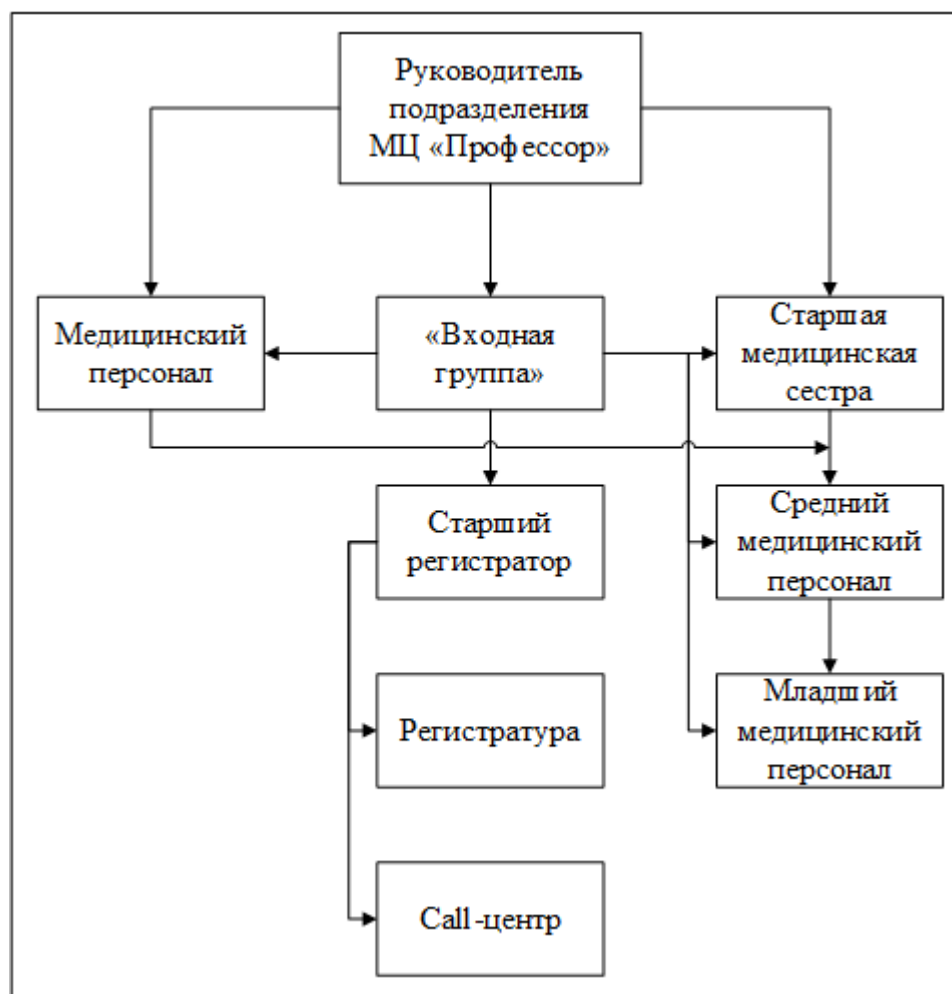 Руководитель
подразделения
МЦ «Профессор»
Медицинский
персонал
«Входная
группа»
Старшая
медицинская
сестра
Старший
регистратор
Средний
медицинский
персонал
Регистратура
Младший
медицинский
персонал
Call-центр